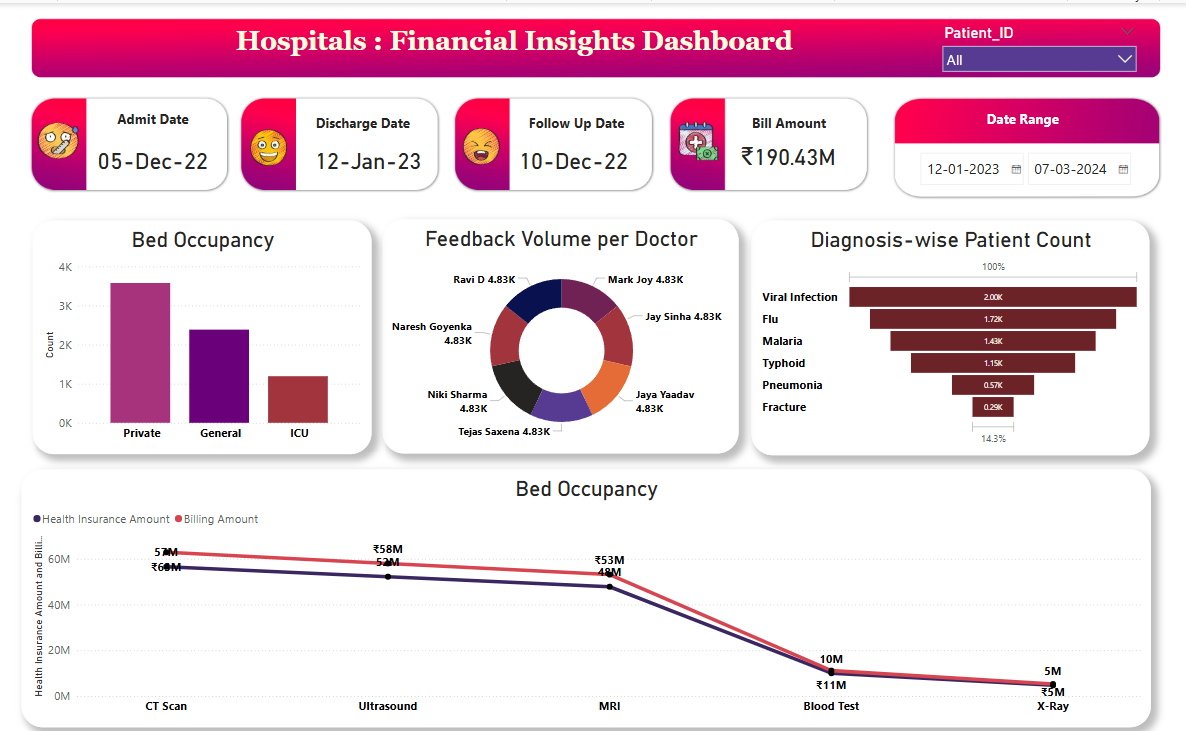 Hospitals : Financial Insights Dashboard
Patient_ID
All
Admit Date
05-Dec-22
Discharge Date
12-Jan-23
Follow Up Date
10-Dec-22
Bill Amount
₹190.43M
Date Range
12-01-2023
07-03-2024
Bed Occupancy
4K
3K
2K
1K
0K
Count
Private
General
ICU
Feedback Volume per Doctor
Ravi D 4.83K
Mark Joy 4.83K
Jay Sinha 4.83K
Naresh Goyenka
4.83K
Niki Sharma
4.83K
Jaya Yaadav
4.83K
Tejas Saxena 4.83K
Diagnosis-wise Patient Count
100%
Viral Infection
2.00K
Flu
1.72K
Malaria
1.43K
Typhoid
1.15K
Pneumonia
0.57K
Fracture
0.29K
14.3%
Bed Occupancy
Health Insurance Amount
Billing Amount
Health Insurance Amount and Billi...
60M
40M
20M
0M
57M
₹63M
₹58M
52M
₹53M
48M
10M
₹11M
5M
₹5M
CT Scan
Ultrasound
MRI
Blood Test
X-Ray